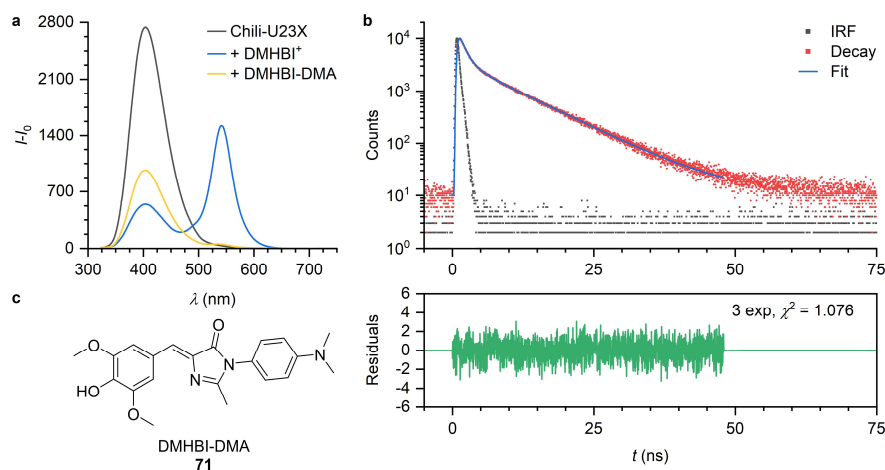 a
2800
2100
1400
700
0
I-I0
300
400
500
600
700
λ (nm)
Chili-U23X
+ DMHBI+
+ DMHBI-DMA
b
10⁴
10³
10²
10¹
10⁰
Counts
0
25
50
75
IRF
Decay
Fit
6
4
2
0
-2
-4
-6
Residuals
3 exp, χ² = 1.076
0
25
50
75
t (ns)
c
O
O
HO
O
N
N
N
DMHBI-DMA
71